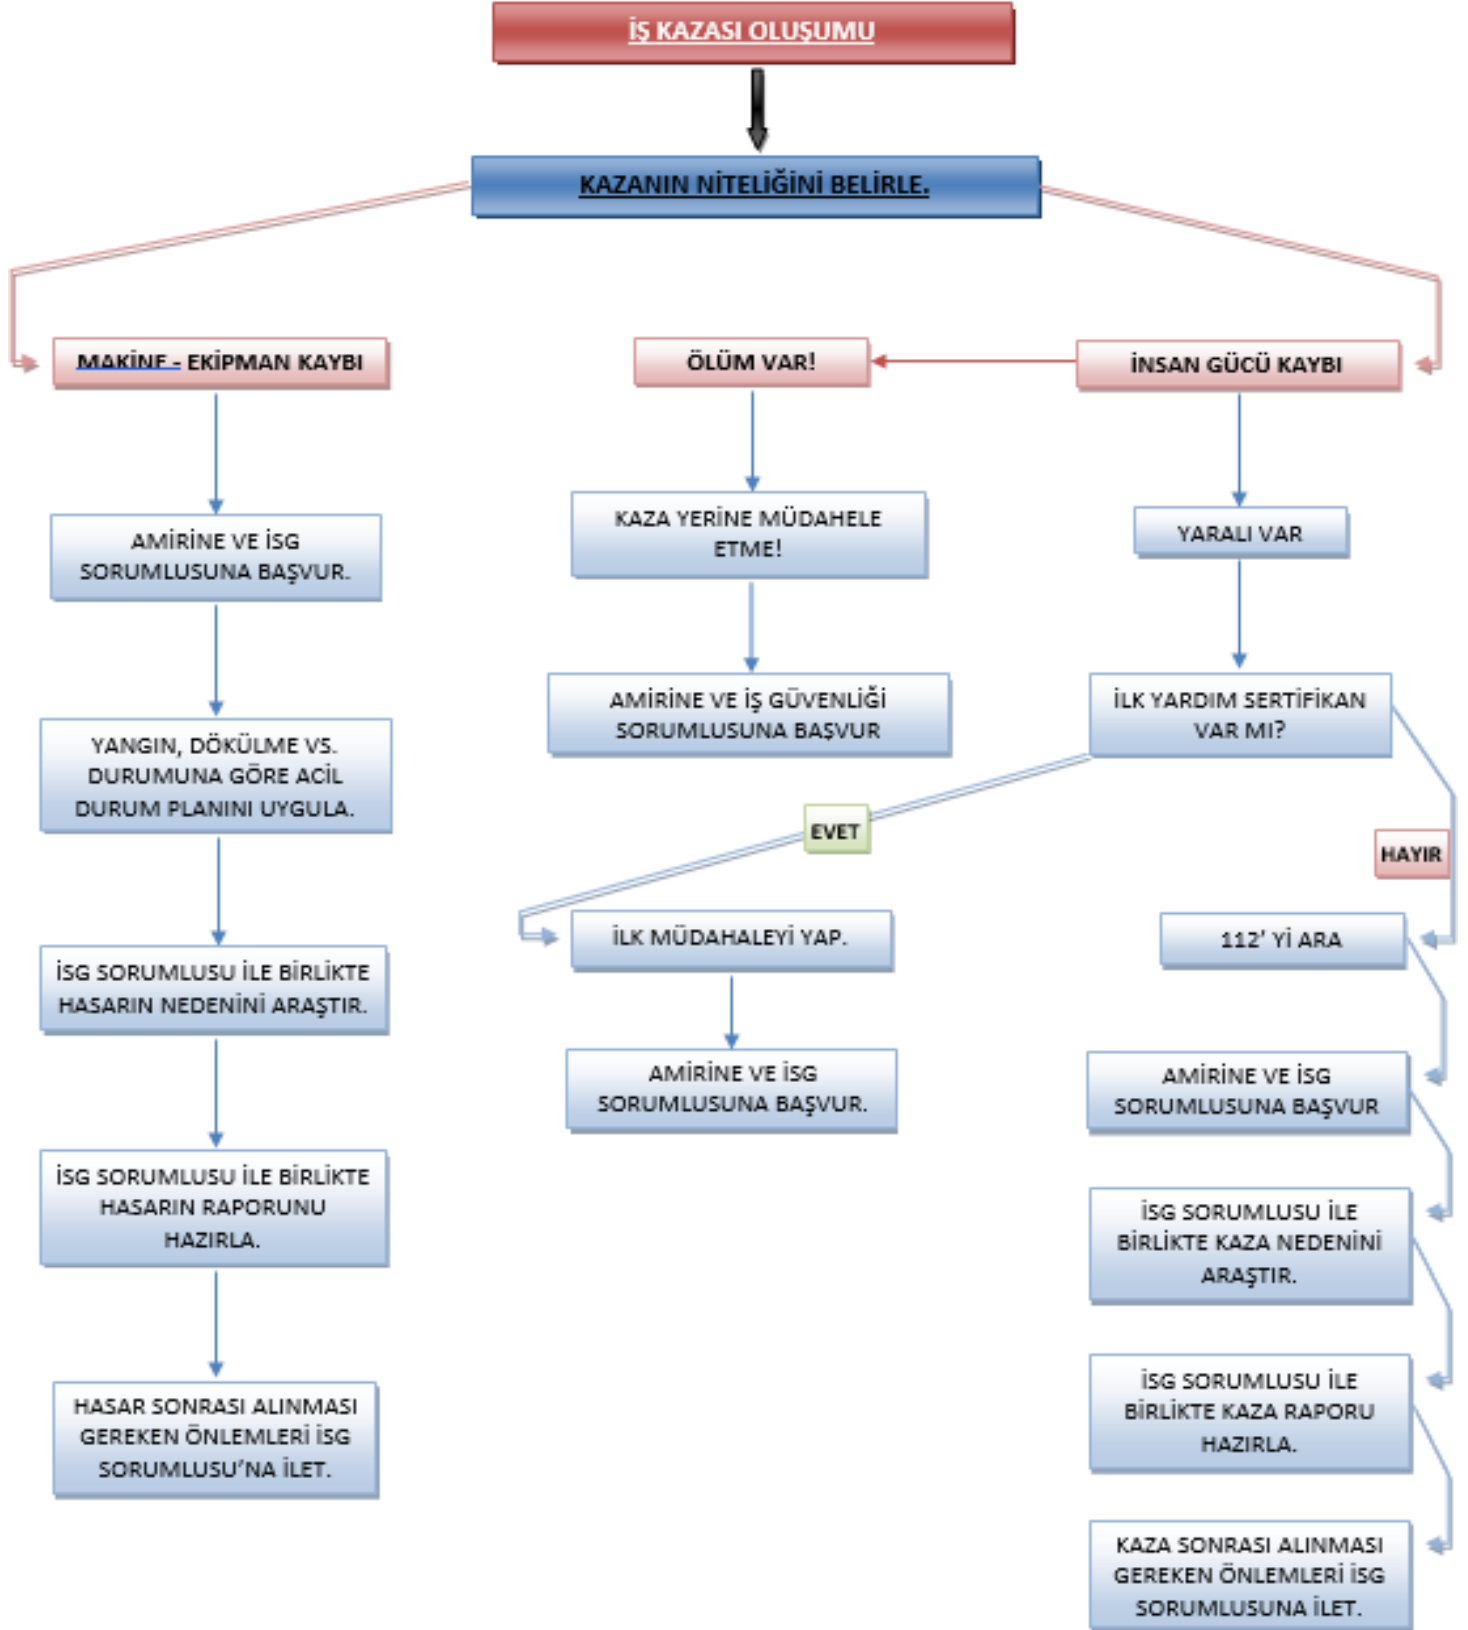 İŞ KAZASI OLUŞUMU
KAZANIN NİTELİĞİNİ BELİRLE.
MAKİNE - EKİPMAN KAYBI
AMİRİNE VE İSG
SORUMLUSUNA BAŞVUR.
YANGIN, DÖKÜLME VS.
DURUMUNA GÖRE ACİL
DURUM PLANINI UYGULA.
İSG SORUMLUSU İLE BİRLİKTE
HASARIN NEDENİNİ ARAŞTIR.
İSG SORUMLUSU İLE BİRLİKTE
HASARIN RAPORUNU
HAZIRLA.
HASAR SONRASI ALINMASI
GEREKEN ÖNLEMLERİ İSG
SORUMLUSU'NA İLET.
ÖLÜM VAR!
KAZA YERİNE MÜDAHELE
ETME!
AMİRİNE VE İŞ GÜVENLİĞİ
SORUMLUSUNA BAŞVUR
İNSAN GÜCÜ KAYBI
YARALI VAR
İLK YARDIM SERTİFİKAN
VAR MI?
EVET
İLK MÜDAHALEYİ YAP.
AMİRİNE VE İSG
SORUMLUSUNA BAŞVUR.
HAYIR
112' Yİ ARA
AMİRİNE VE İSG
SORUMLUSUNA BAŞVUR
İSG SORUMLUSU İLE
BİRLİKTE KAZA NEDENİNİ
ARAŞTIR.
İSG SORUMLUSU İLE
BİRLİKTE KAZA RAPORU
HAZIRLA.
KAZA SONRASI ALINMASI
GEREKEN ÖNLEMLERİ İSG
SORUMLUSUNA İLET.